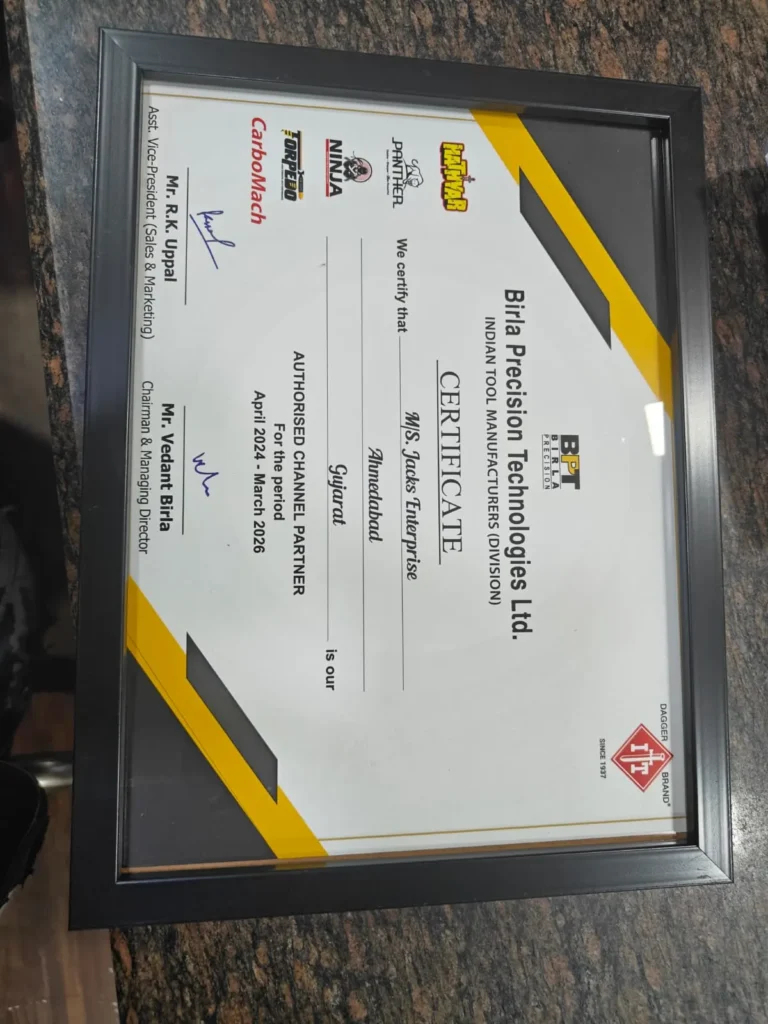 BPT
BIRLA
PRECISION
DAGGER BRAND®
ITT
SINCE 1937
Birla Precision Technologies Ltd.
INDIAN TOOL MANUFACTURERS (DIVISION)
CERTIFICATE
PANTHER
NINJA
TORPEDO
CarboMach
We certify that M/S. Jacks Enterprise
Ahmedabad
Gujarat is our
AUTHORISED CHANNEL PARTNER
For the period
April 2024 - March 2026
Mr. R.K. Uppal
Asst. Vice-President (Sales & Marketing)
Mr. Vedant Birla
Chairman & Managing Director